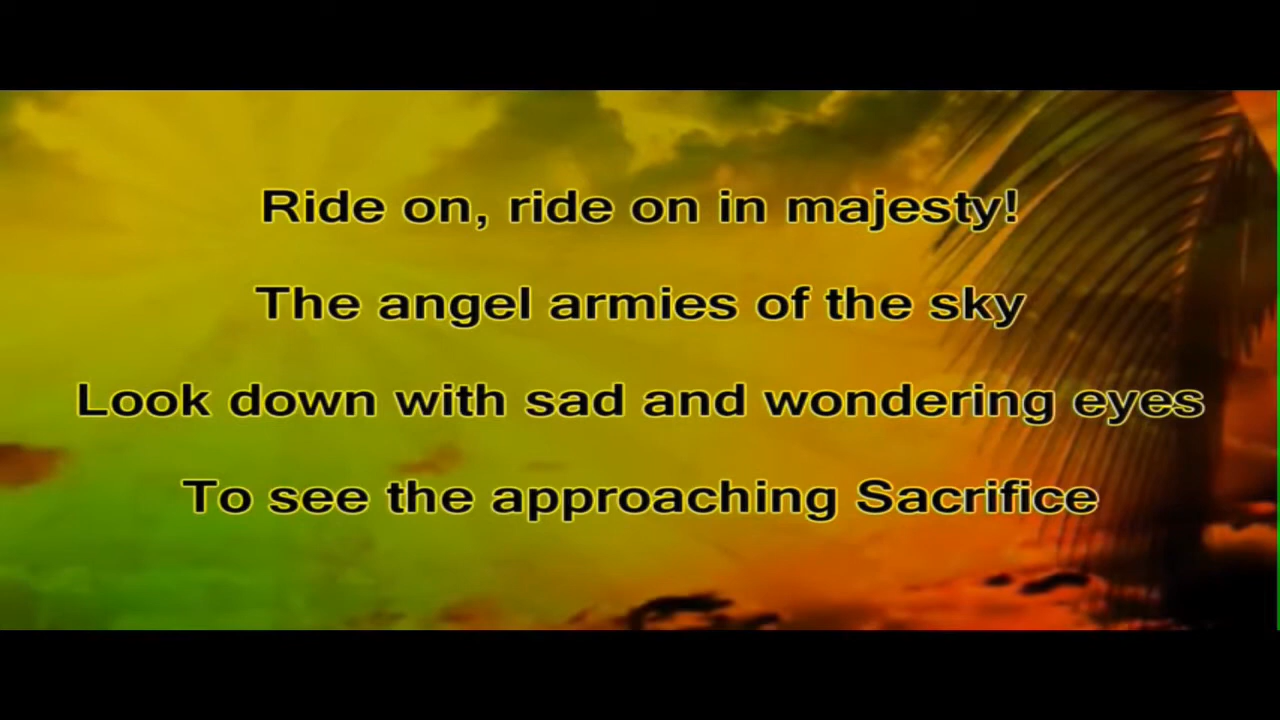 Ride on, ride on in majesty!
The angel armies of the sky
Look down with sad and wondering eyes
To see the approaching Sacrifice